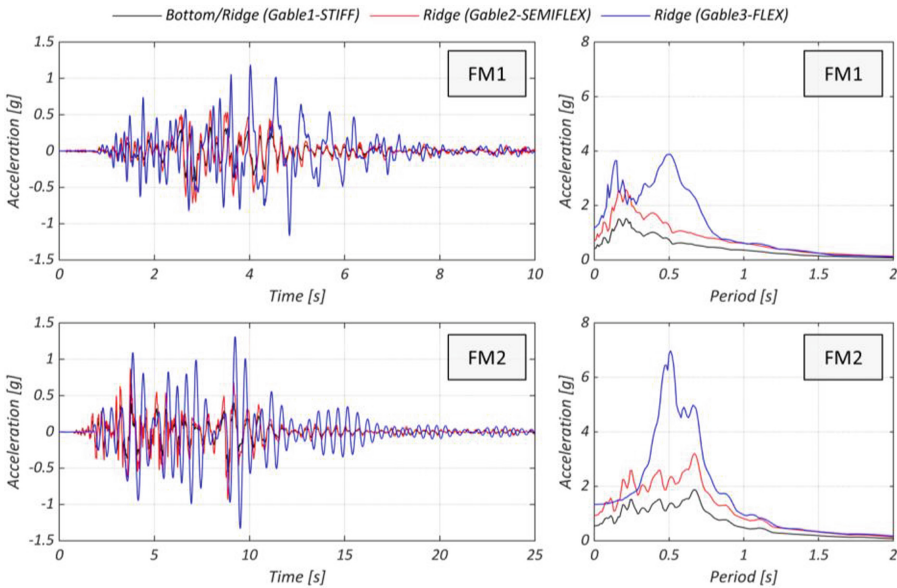 Bottom/Ridge (Gable1-STIFF) Ridge (Gable2-SEMIFLEX) Ridge (Gable3-FLEX)
1.5
1
0.5
0
-0.5
-1
-1.5
Acceleration [g]
FM1
0 2 4 6 8 10
Time [s]
8
6
4
2
0
Acceleration [g]
FM1
0 0.5 1 1.5 2
Period [s]
1.5
1
0.5
0
-0.5
-1
-1.5
Acceleration [g]
FM2
0 5 10 15 20 25
Time [s]
8
6
4
2
0
Acceleration [g]
FM2
0 0.5 1 1.5 2
Period [s]